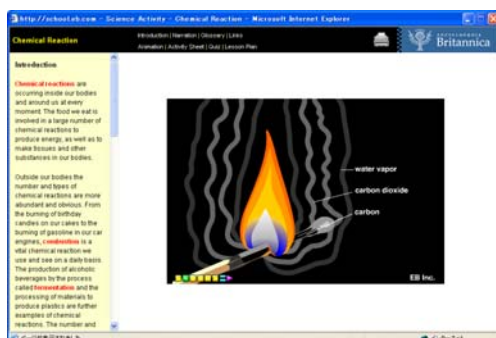 http://schoolab.com - Science Activity - Chemical Reaction - Microsoft Internet Explorer
Chemical Reaction
Introduction | Narration | Glossary | Links
Animation | Activity Sheet | Quiz | Lesson Plan
ENCYCLOPÆDIA
Britannica
Introduction
Chemical reactions are
occurring inside our bodies
and around us at every
moment. The food we eat is
involved in a large number of
chemical reactions to
produce energy, as well as to
make tissues and other
substances in our bodies.
Outside our bodies the
number and types of
chemical reactions are more
abundant and obvious. From
the burning of birthday
candles on our cakes to the
burning of gasoline in our car
engines, combustion is a
vital chemical reaction we
use and see on a daily basis.
The production of alcoholic
beverages by the process
called fermentation and the
processing of materials to
produce plastics are further
examples of chemical
reactions. The number and
water vapor
carbon dioxide
carbon
EB Inc.